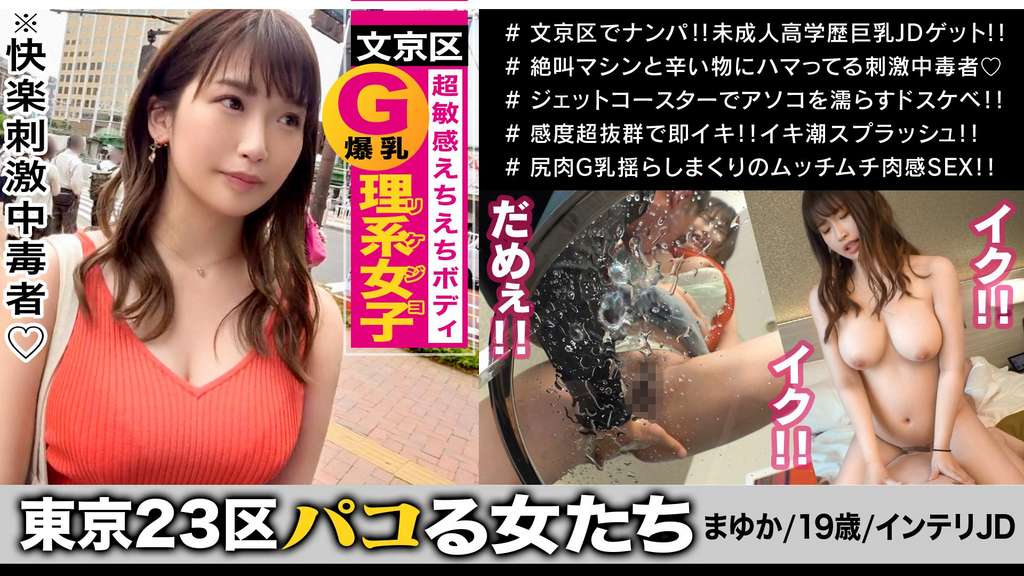 ※快楽刺激中毒者♡
文京区
G
爆乳
理系女子
リケジョ
超敏感えちえちボディ
# 文京区でナンパ!!未成人高学歴巨乳JDゲット!!
# 絶叫マシンと辛い物にハマってる刺激中毒者♡
# ジェットコースターでアソコを濡らすドスケベ!!
# 感度超抜群で即イキ!!イキ潮スプラッシュ!!
# 尻肉G乳揺らしまくりのムッチムチ肉感SEX!!
だめぇ!!
イク!!
イク!!
東京23区パコる女たち
まゆか/19歳/インテリJD